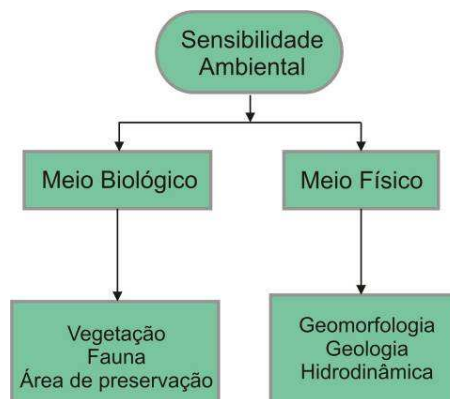 Sensibilidade
Ambiental
Meio Biológico
Meio Físico
Vegetação
Fauna
Área de preservação
Geomorfologia
Geologia
Hidrodinâmica